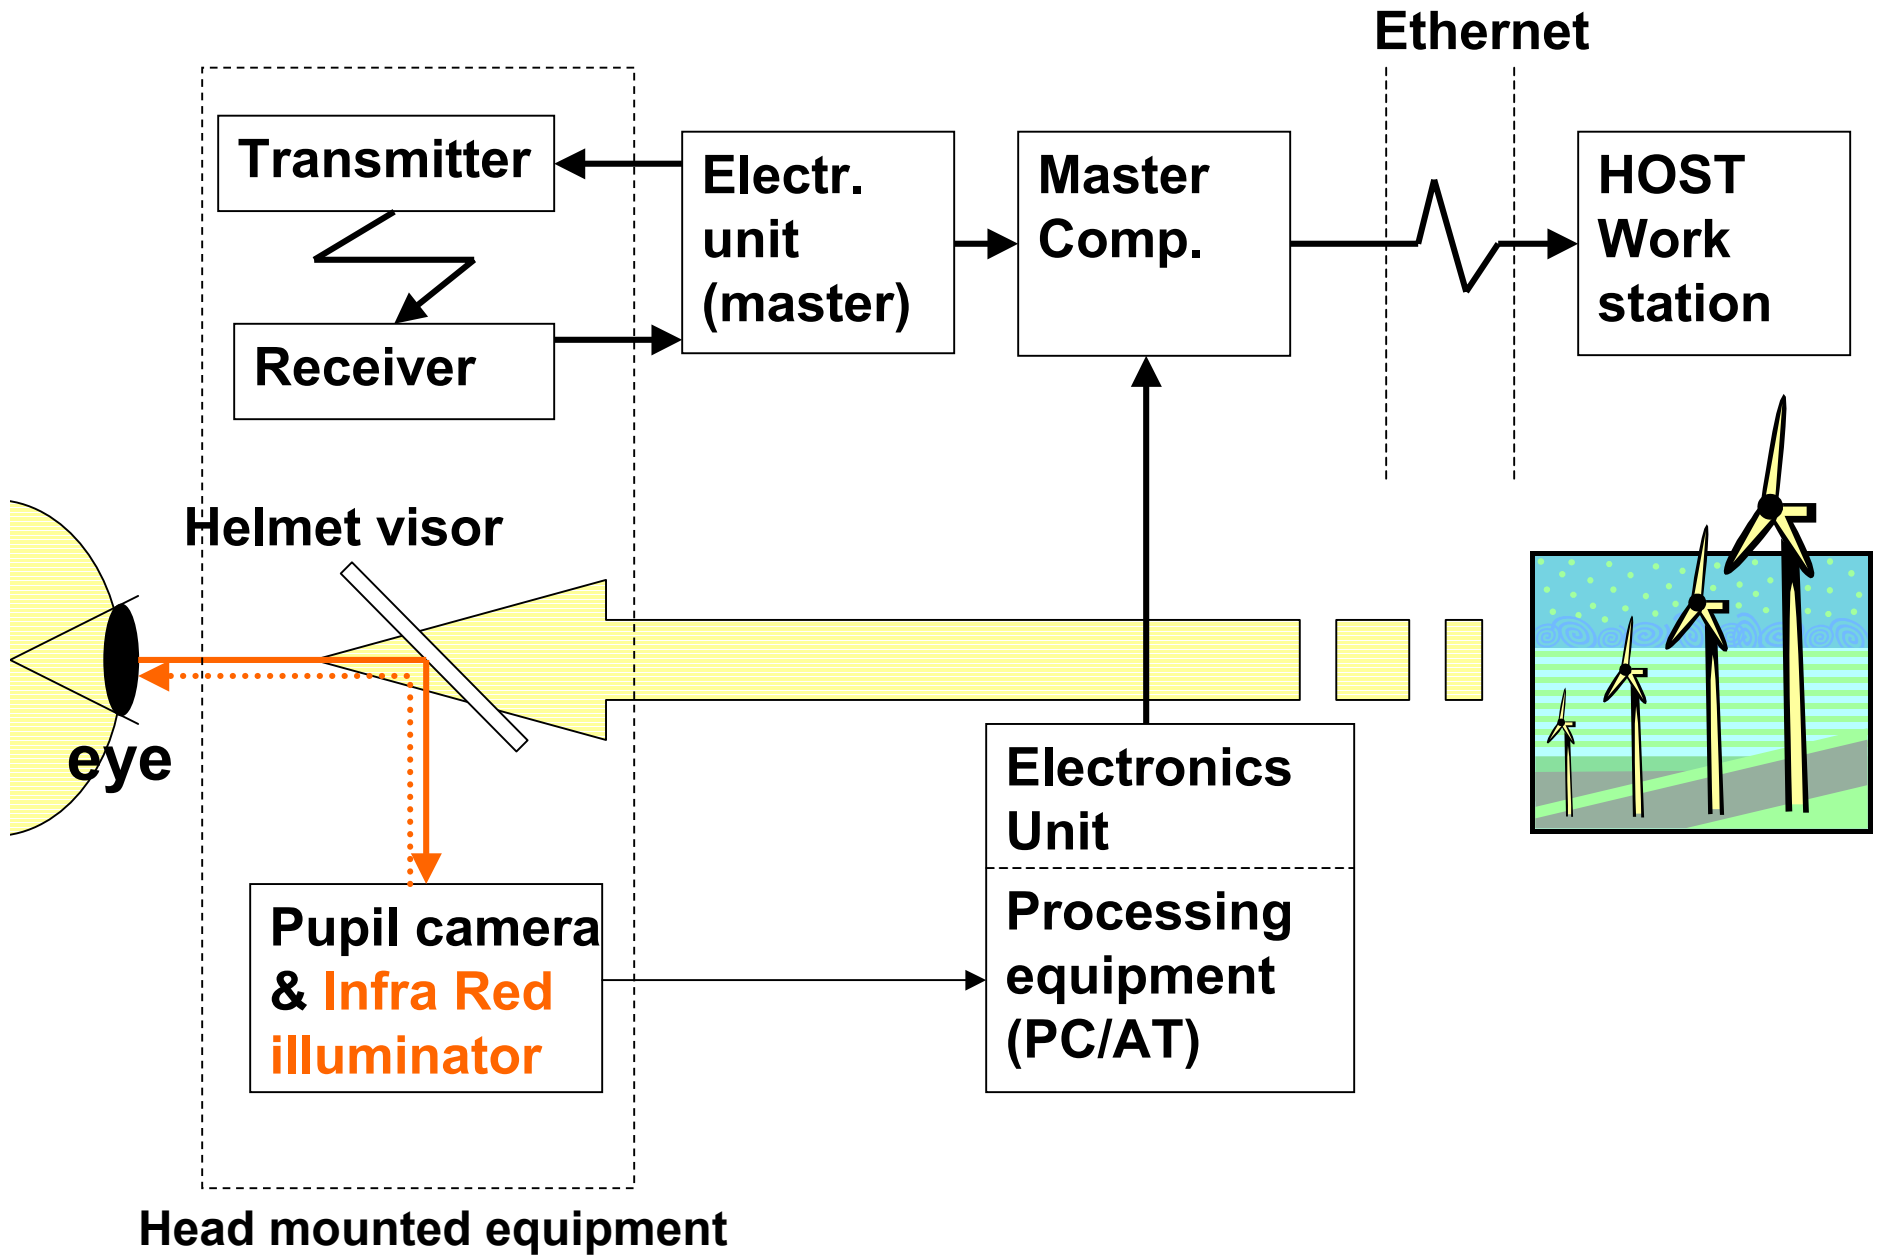 Ethernet
Transmitter
Electr.
unit
(master)
Master
Comp.
HOST
Work
station
Receiver
Helmet visor
eye
Electronics
Unit
Processing
equipment
(PC/AT)
Pupil camera
& Infra Red
illuminator
Head mounted equipment